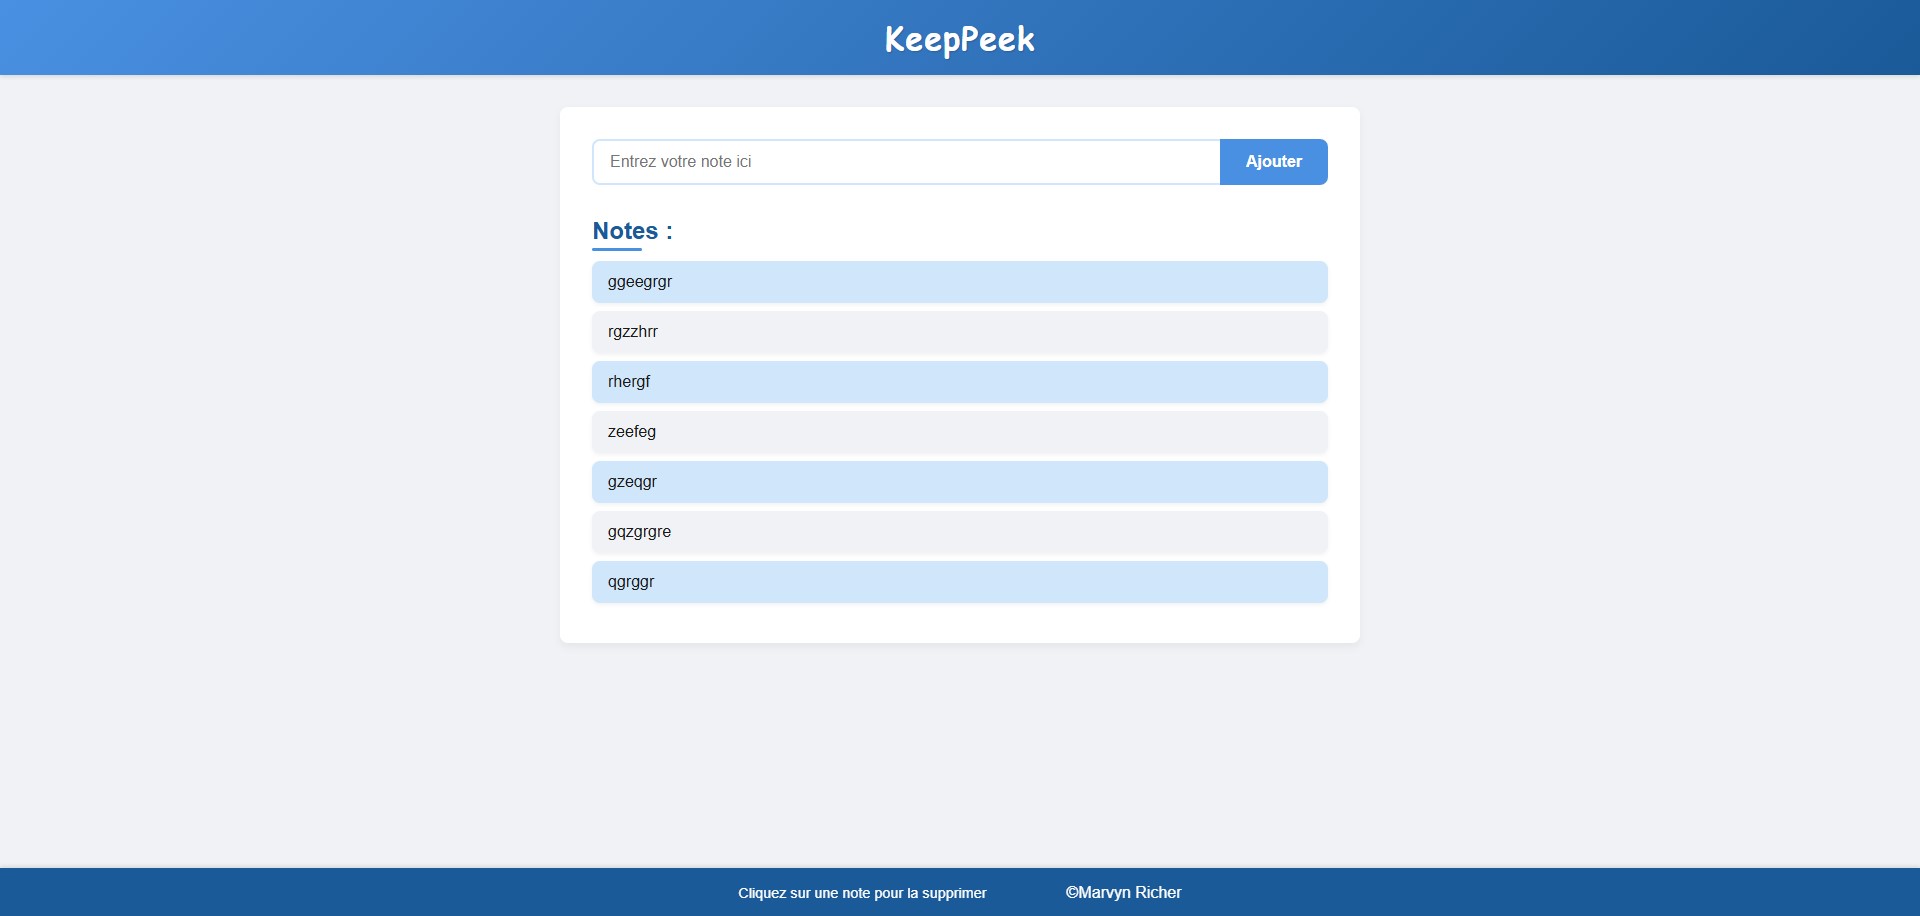 KeepPeek
Entrez votre note ici
Ajouter
Notes :
ggeegrgr
rgzzhrr
rhergf
zeefeg
gzeqgr
gqzgrgre
qgrggr
Cliquez sur une note pour la supprimer
©Marvyn Richer